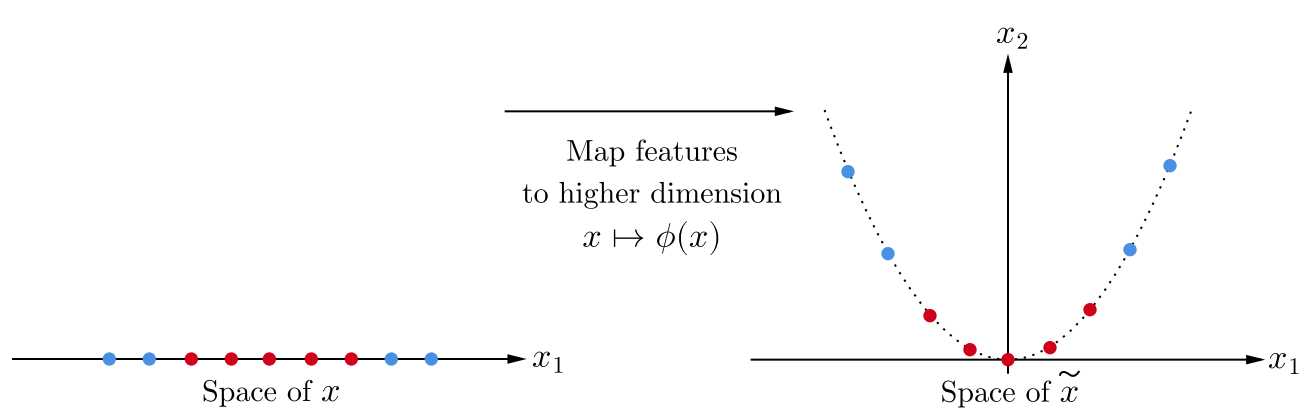 x₂
Map features
to higher dimension
x ↦ ϕ(x)
x₁
Space of x
x₁
Space of x̃